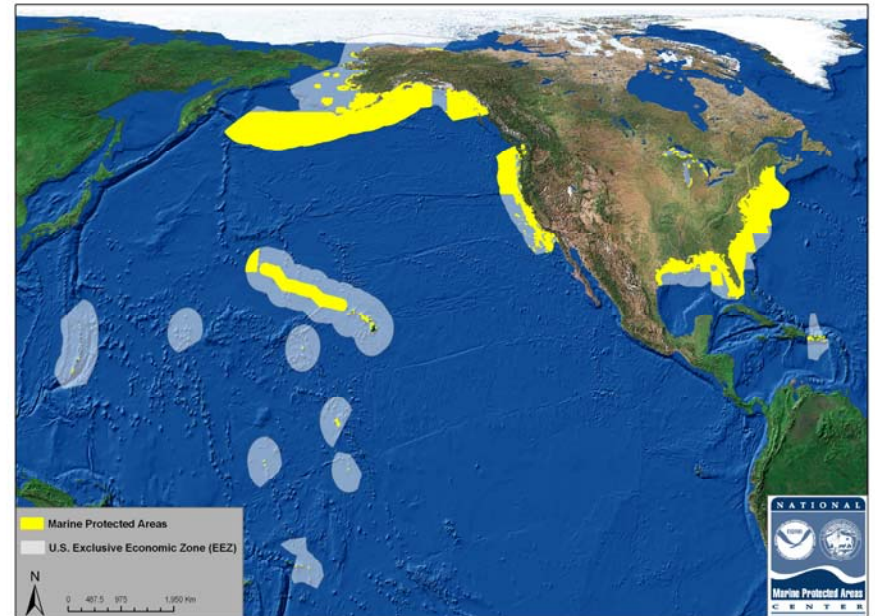 Marine Protected Areas
U.S. Exclusive Economic Zone (EEZ)
N
0 487.5 975 1,950 Km
NATIONAL
Marine Protected Areas
CENTER